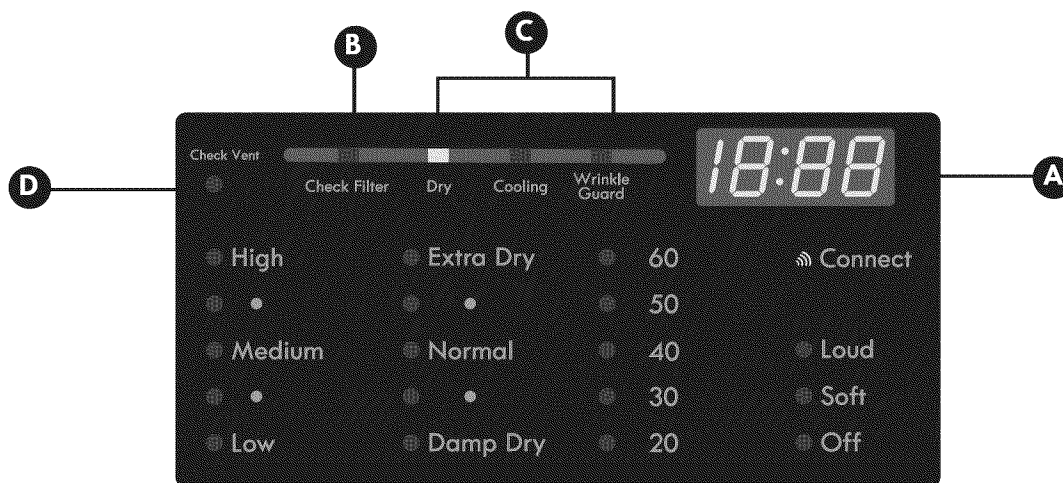 B
C
Check Vent
18:88
D
A
Check Filter Dry Cooling Wrinkle Guard
High Extra Dry 60 Connect
50
Medium Normal 40 Loud
30 Soft
Low Damp Dry 20 Off